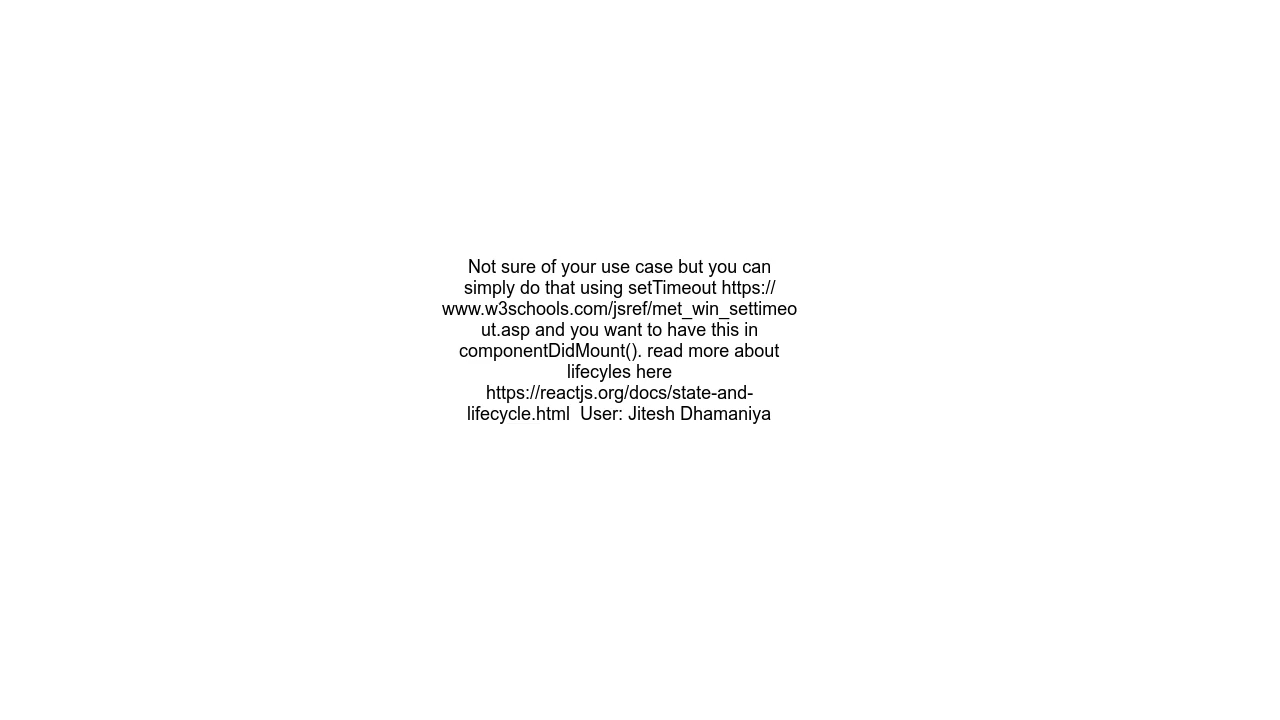 Not sure of your use case but you can
simply do that using setTimeout https://
www.w3schools.com/jsref/met_win_settimeo
ut.asp and you want to have this in
componentDidMount(). read more about
lifecyles here
https://reactjs.org/docs/state-and-
lifecycle.html  User: Jitesh Dhamaniya